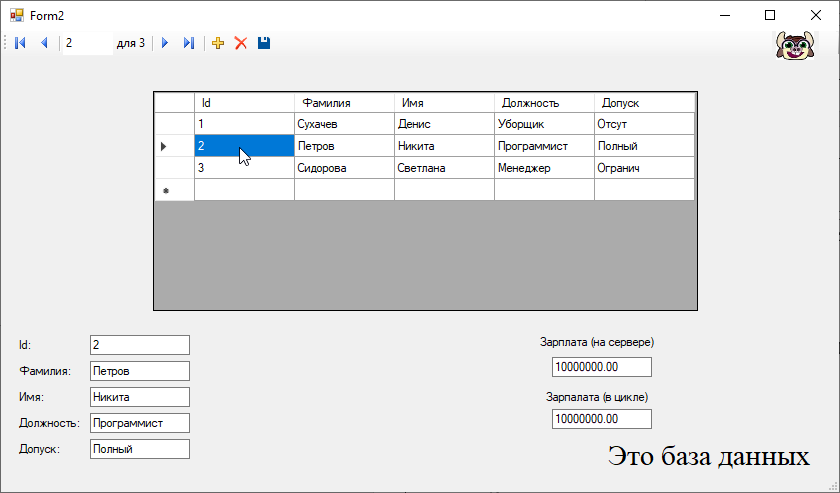 Form2
2 для 3
Id Фамилия Имя Должность Допуск
1 Сухачев Денис Уборщик Отсут
2 Петров Никита Программист Полный
3 Сидорова Светлана Менеджер Огранич
Id: 2
Фамилия: Петров
Имя: Никита
Должность: Программист
Допуск: Полный
Зарплата (на сервере)
10000000.00
Зарпалата (в цикле)
10000000.00
Это база данных